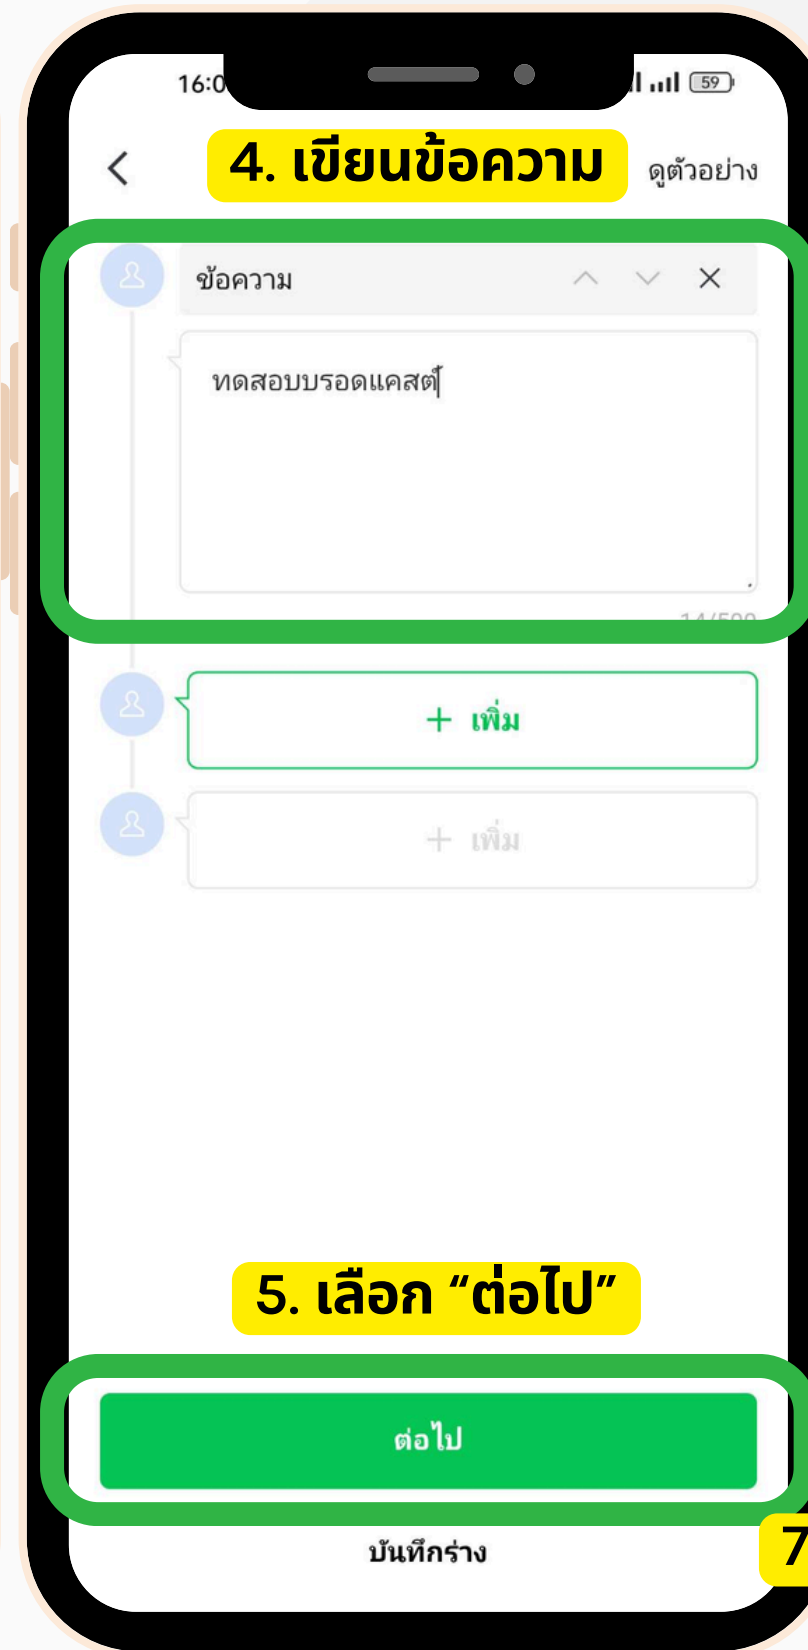 16:0
59
4. เขียนข้อความ
ดูตัวอย่าง
ข้อความ
ทดสอบบรอดแคสต์
+ เพิ่ม
+ เพิ่ม
5. เลือก “ต่อไป”
ต่อไป
บันทึกร่าง
7